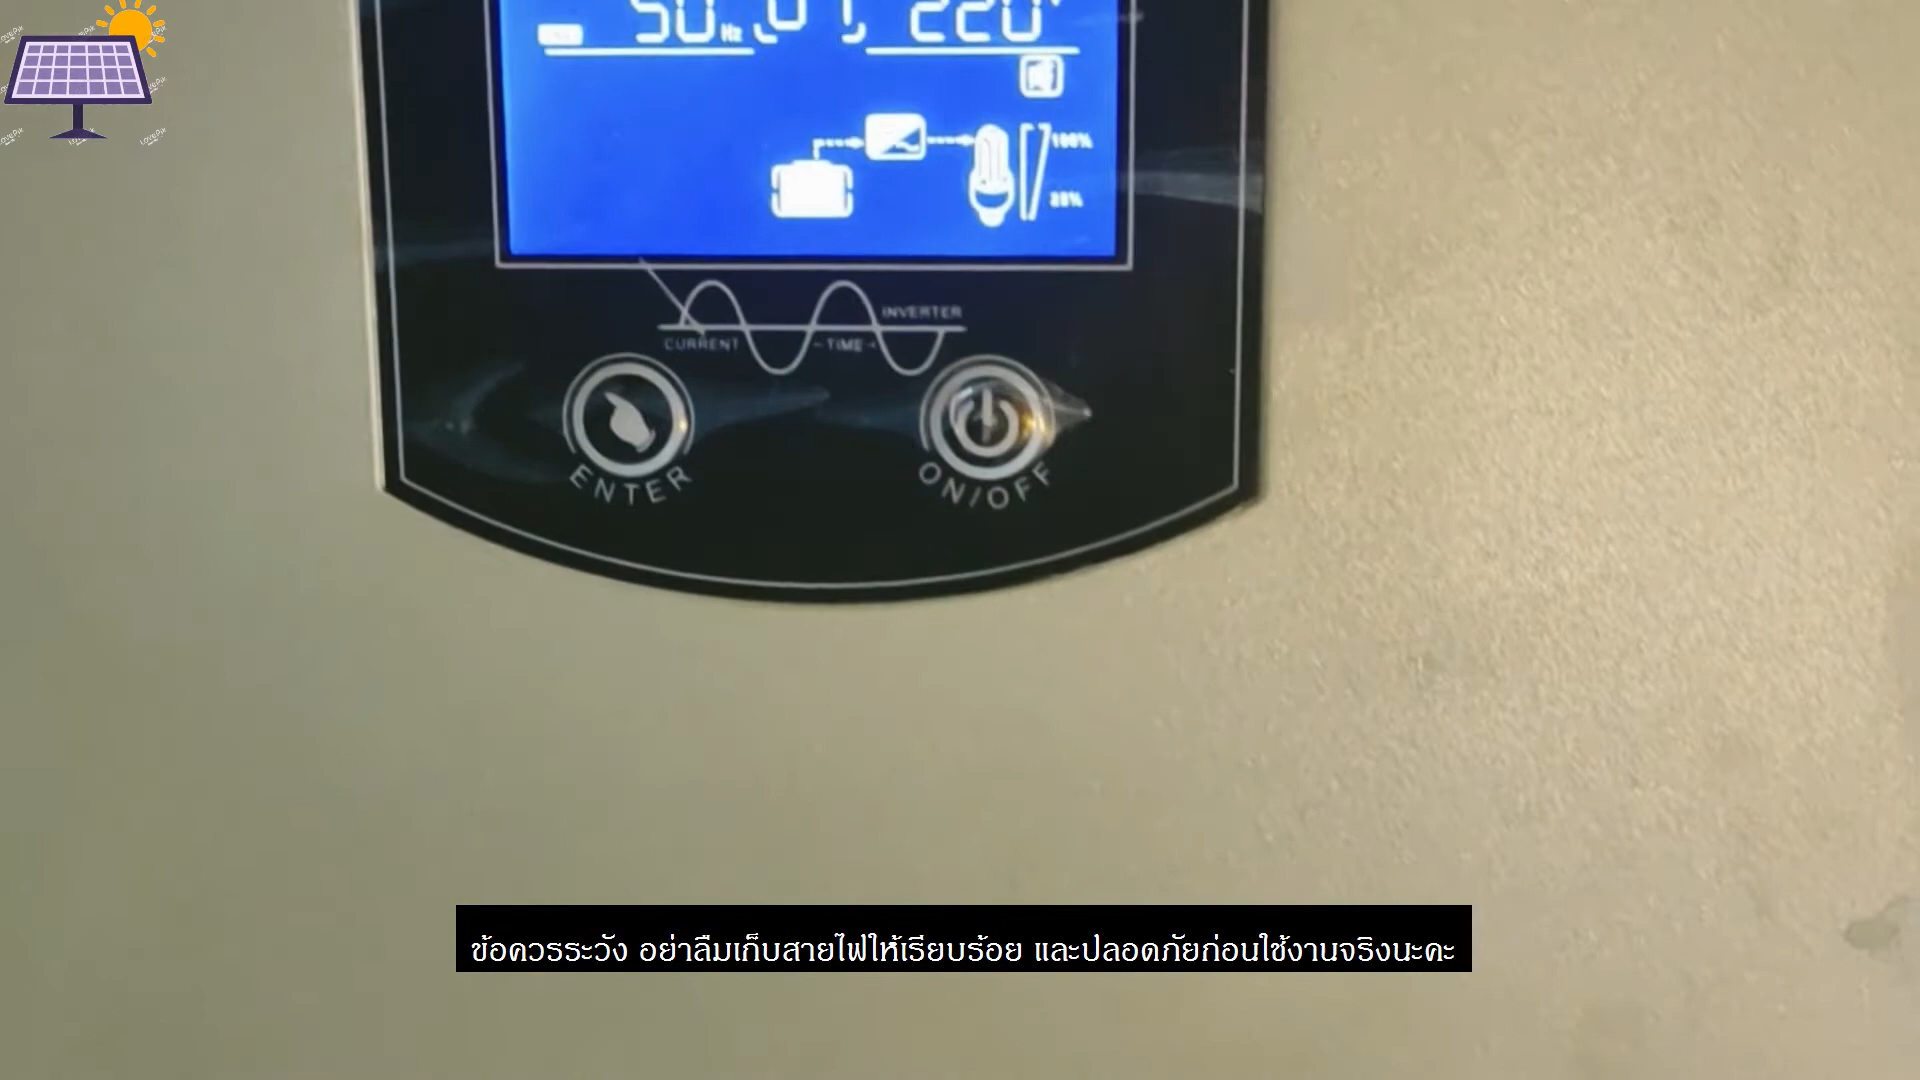 50Hz 01 220
100%
INVERTER
CURRENT -TIME-
ENTER ON/OFF
ข้อควรระวัง อย่าลืมเก็บสายไฟให้เรียบร้อย และปลอดภัยก่อนใช้งานจริงนะคะ